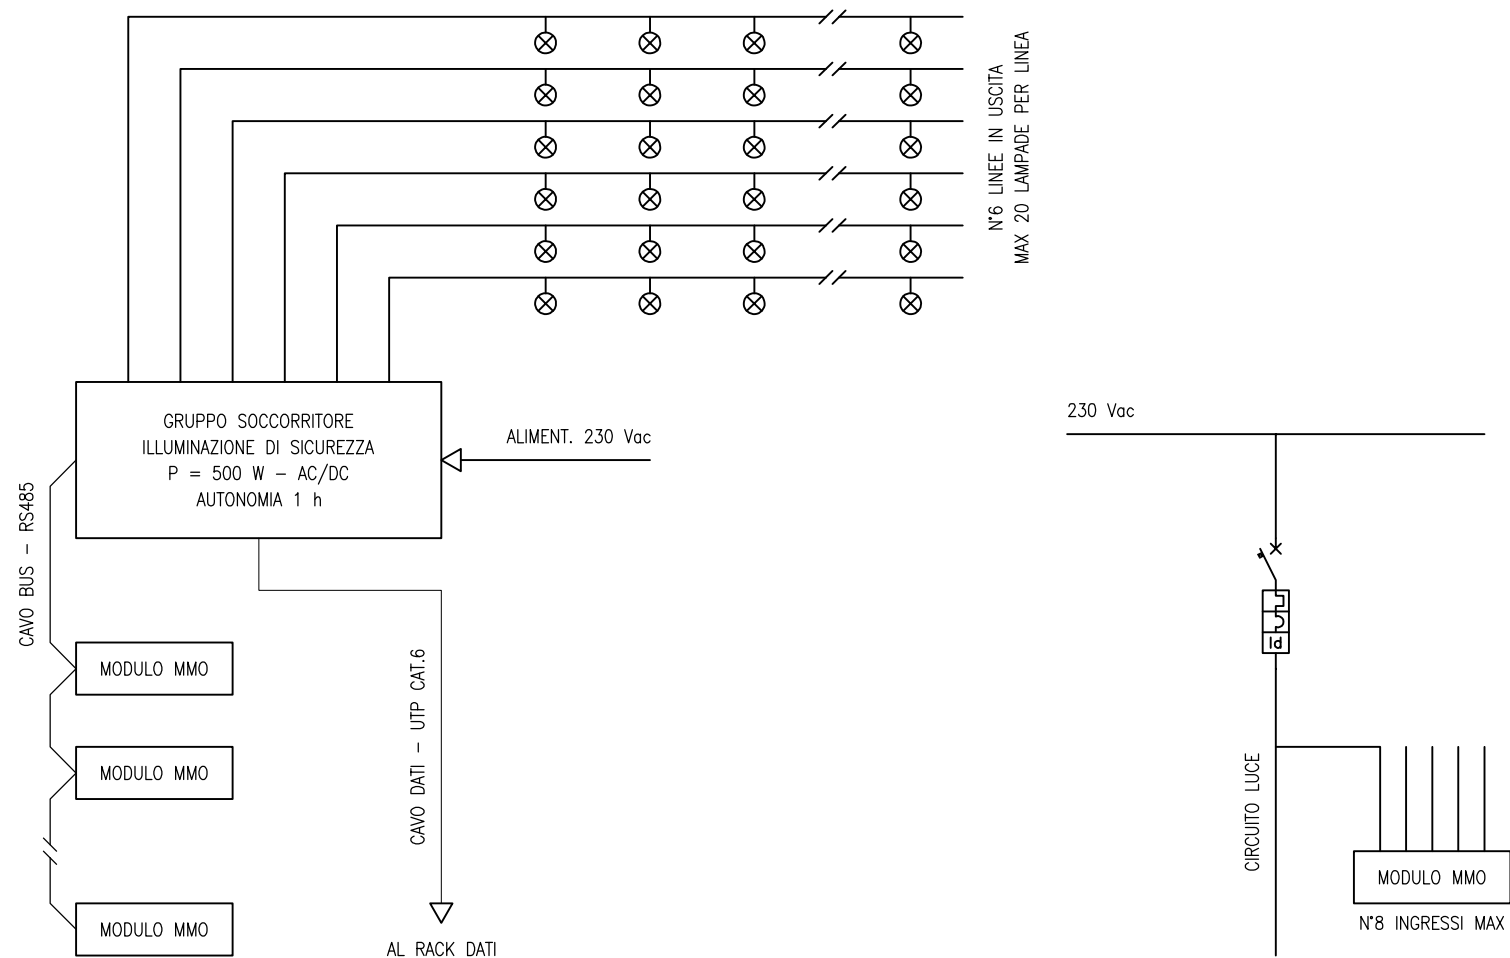 N°6 LINEE IN USCITA
MAX 20 LAMPADE PER LINEA
GRUPPO SOCCORRITORE
ILLUMINAZIONE DI SICUREZZA
P = 500 W - AC/DC
AUTONOMIA 1 h
ALIMENT. 230 Vac
CAVO BUS - RS485
MODULO MMO
MODULO MMO
MODULO MMO
CAVO DATI - UTP CAT.6
AL RACK DATI
230 Vac
Id
CIRCUITO LUCE
MODULO MMO
N°8 INGRESSI MAX